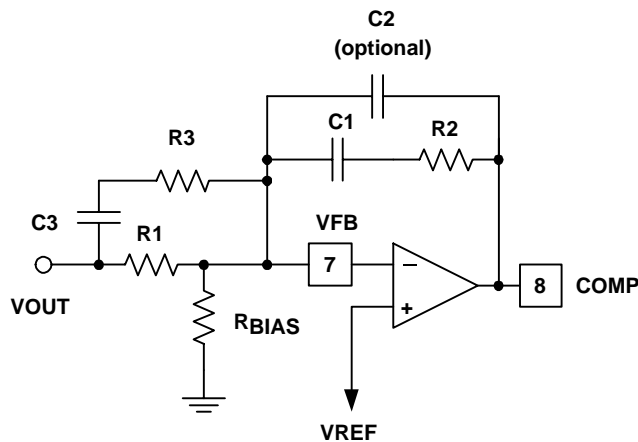 C2
(optional)
C1
R2
R3
C3
R1
VFB
7
−
+
8
COMP
VOUT
RBIAS
VREF